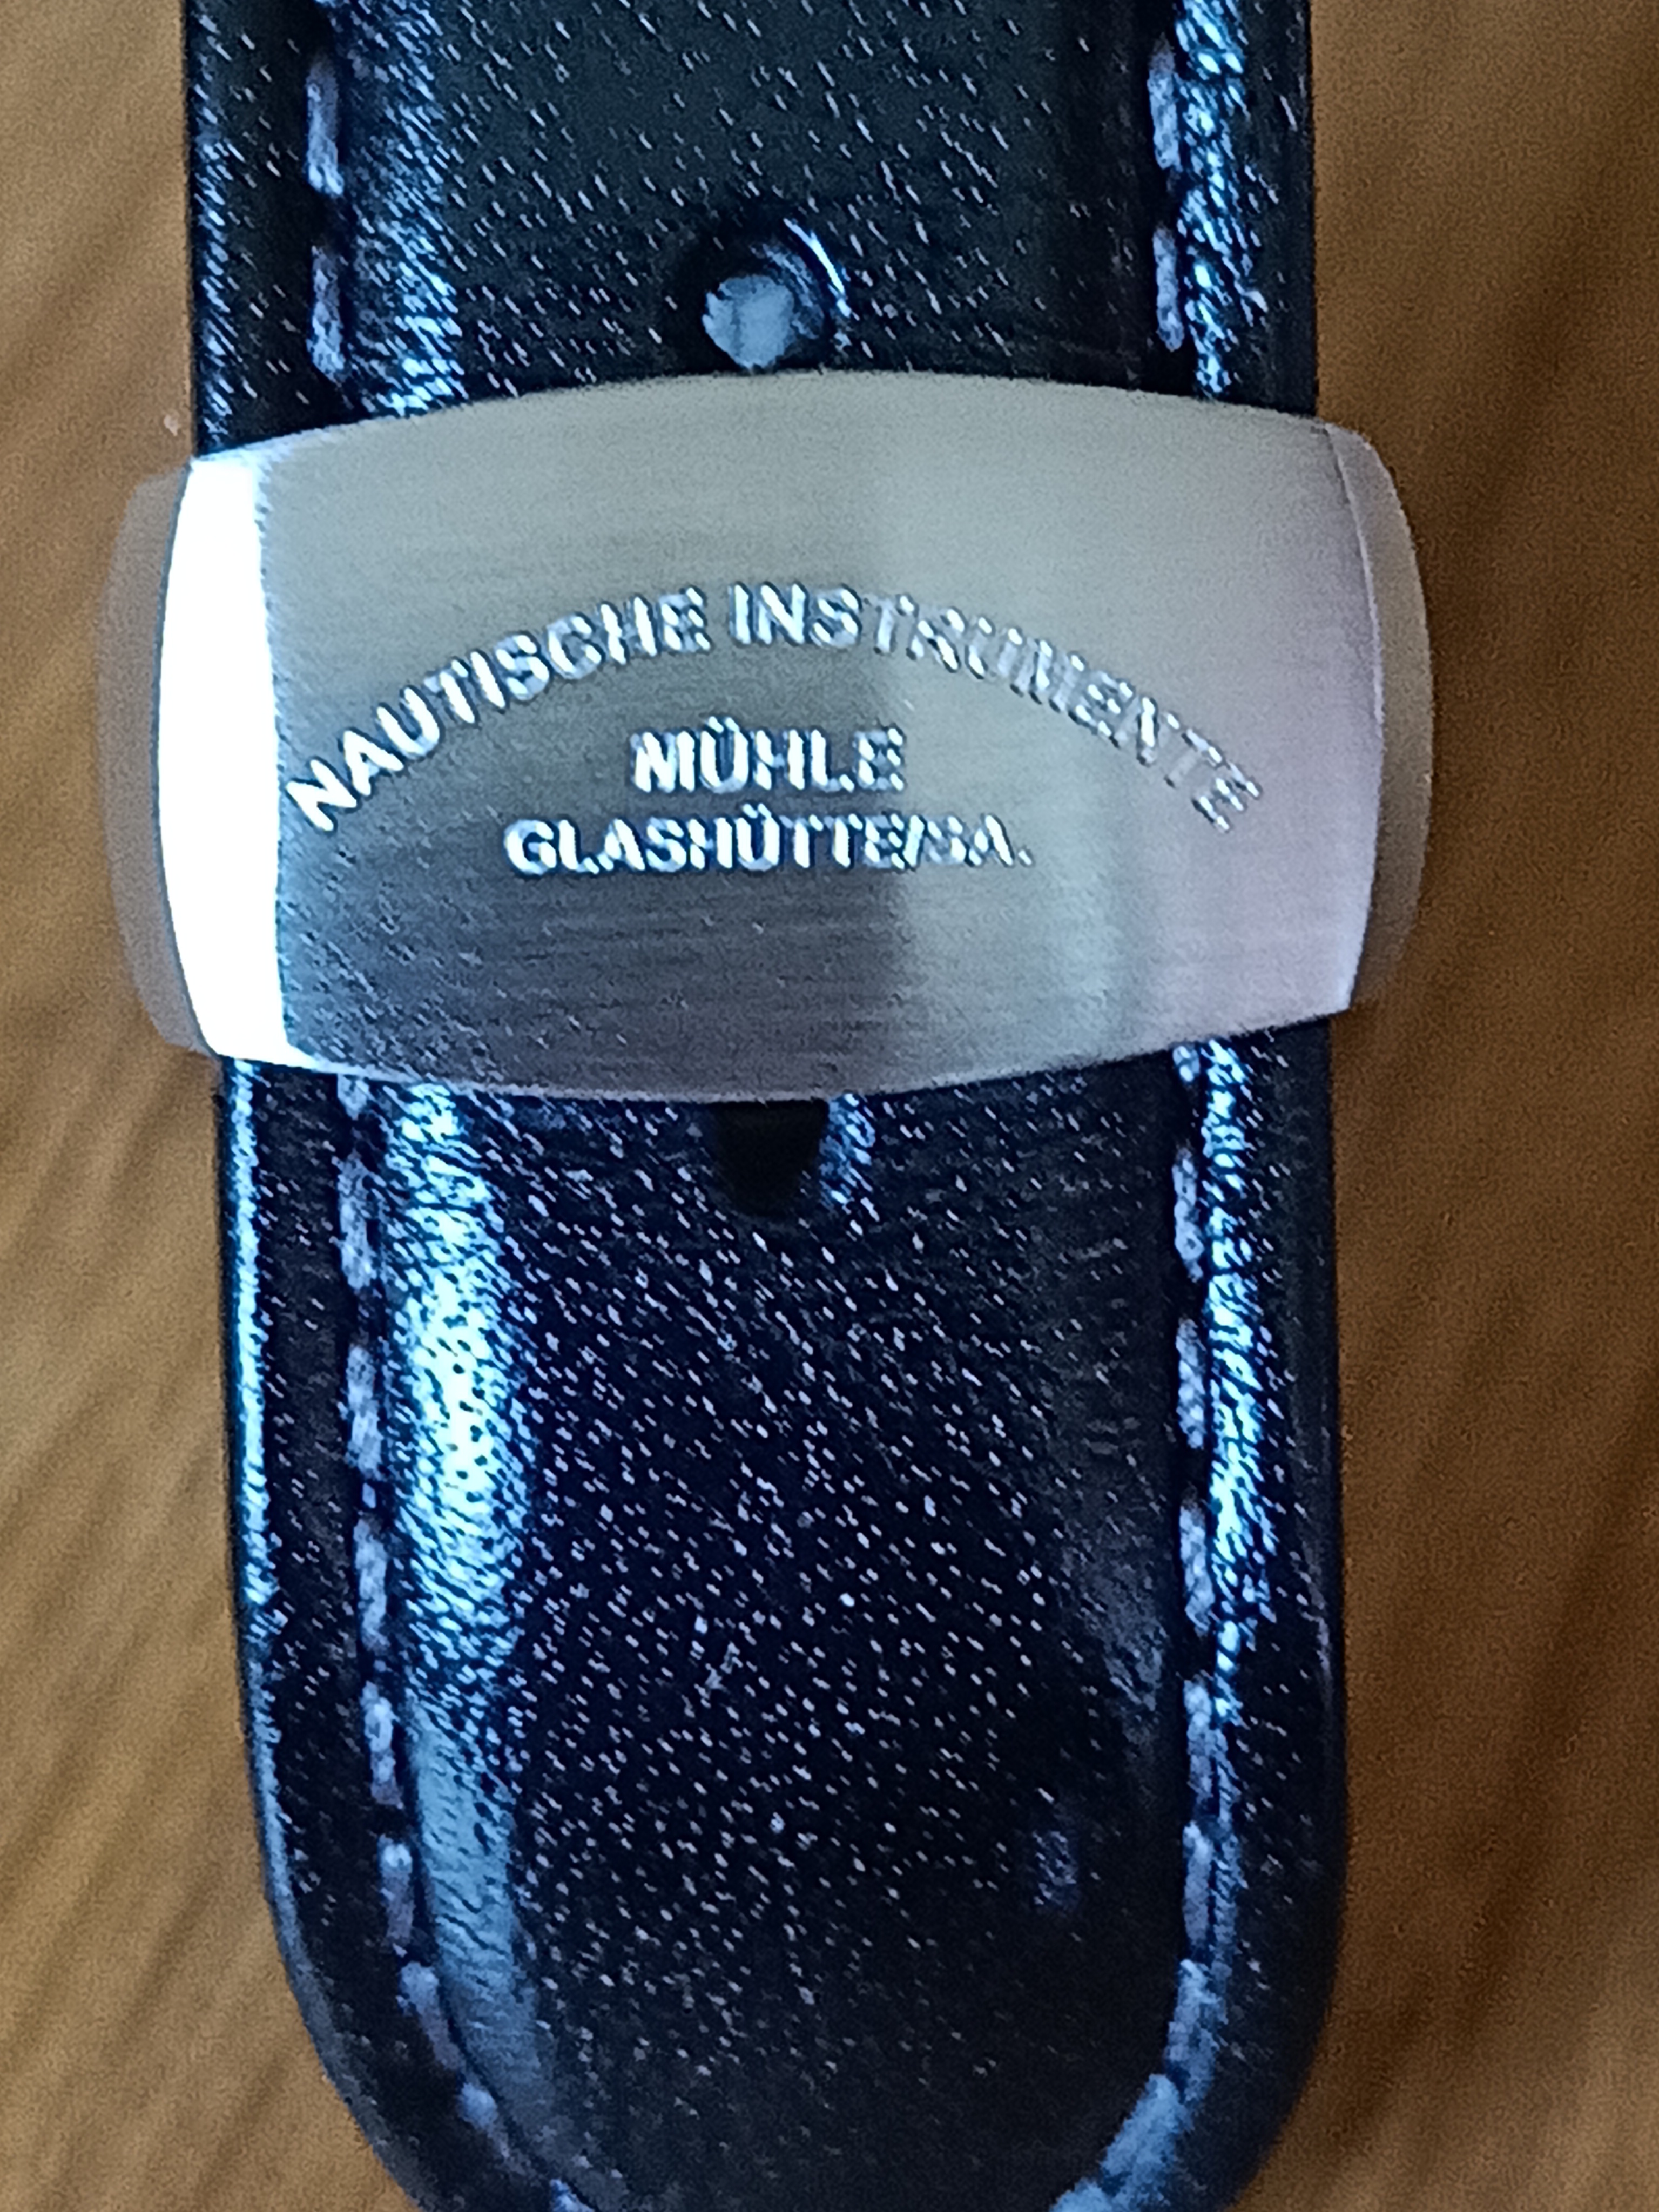 NAUTISCHE INSTRUMENTE
MÜHLE
GLASHÜTTE/SA.